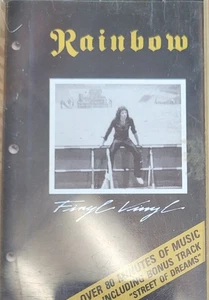 Rainbow
Finyl Vinyl
OVER 80 MINUTES OF MUSIC
INCLUDING BONUS TRACK
"STREET OF DREAMS"